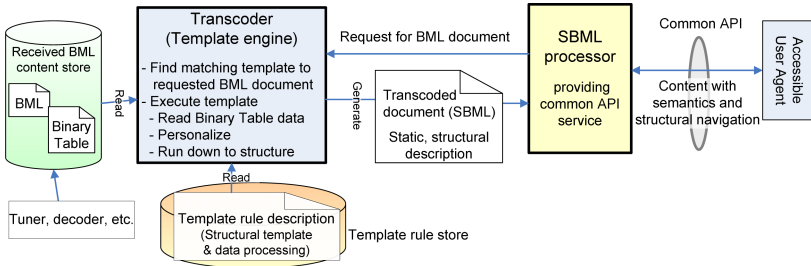 Received BML
content store
BML
Binary
Table
Tuner, decoder, etc.
Read
Transcoder
(Template engine)
- Find matching template to
requested BML document
- Execute template
- Read Binary Table data
- Personalize
- Run down to structure
Read
Template rule description
(Structural template
& data processing)
Template rule store
Request for BML document
Generate
Transcoded
document (SBML)
Static, structural
description
SBML
processor
providing
common API
service
Common API
Content with
semantics and
structural navigation
Accessible
User Agent